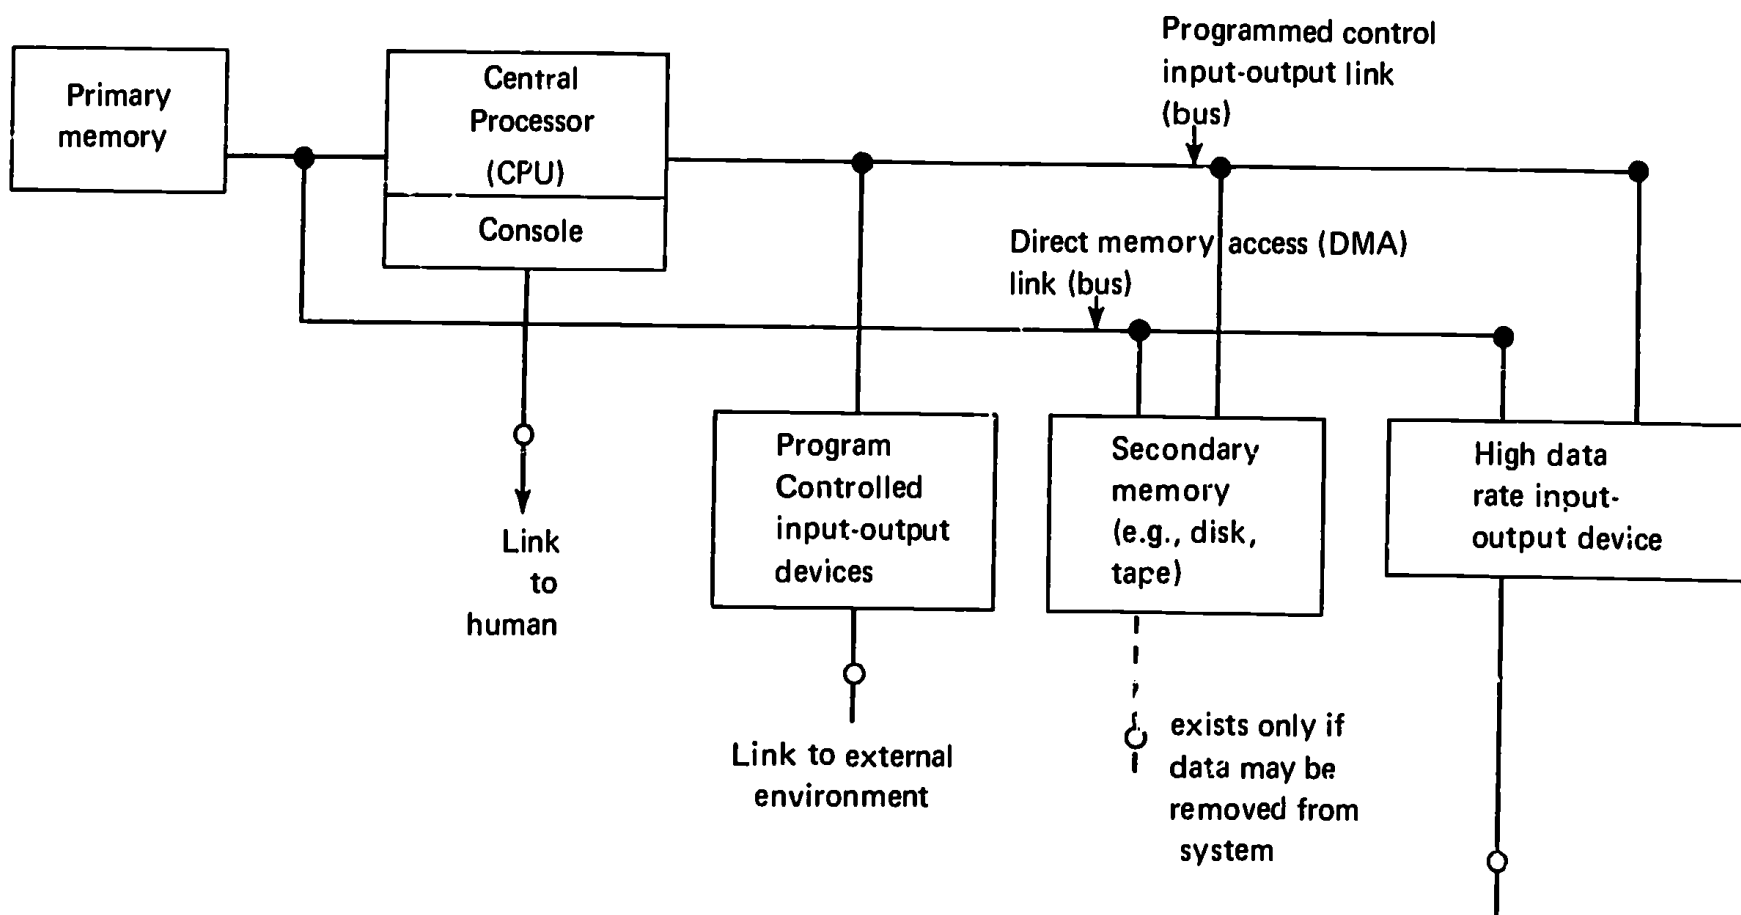 Primary
memory
Central
Processor
(CPU)
Console
Programmed control
input-output link
(bus)
Direct memory access (DMA)
link (bus)
Link
to
human
Program
Controlled
input-output
devices
Link to external
environment
Secondary
memory
(e.g., disk,
tape)
exists only if
data may be
removed from
system
High data
rate input-
output device